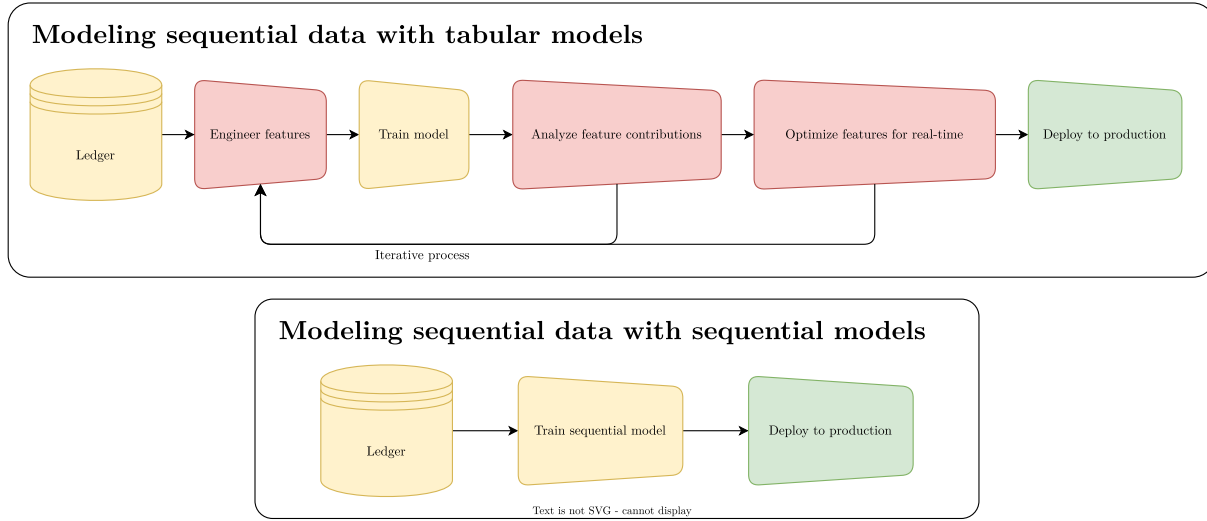 Modeling sequential data with tabular models
Ledger
Engineer features
Train model
Analyze feature contributions
Optimize features for real-time
Deploy to production
Iterative process
Modeling sequential data with sequential models
Ledger
Train sequential model
Deploy to production
Text is not SVG - cannot display